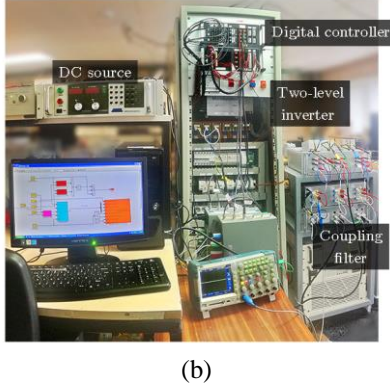 Digital controller
DC source
Two-level
inverter
Coupling
filter
(b)